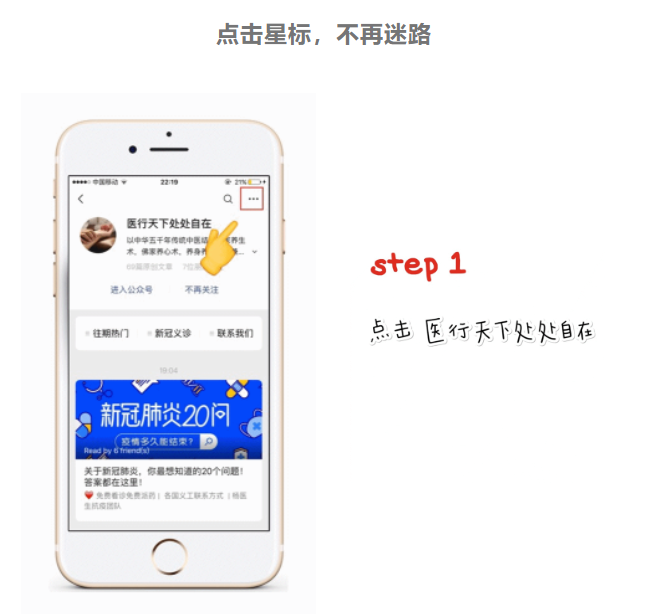 点击星标，不再迷路
中国移动
22:19
21%
医行天下处处自在
以中华五千年传统中医结
养生
术、佛家养心术、养身养
69篇原创文章 7位
进入公众号 不再关注
往期热门 新冠义诊 联系我们
19:04
新冠肺炎20问
疫情多久能结束？
Read by 6 friend(s)
关于新冠肺炎，你最想知道的20个问题！
答案都在这里！
❤️ 免费看诊免费送药 | 各国义工联系方式 | 杨医
生抗疫团队
step 1
点击 医行天下处处自在